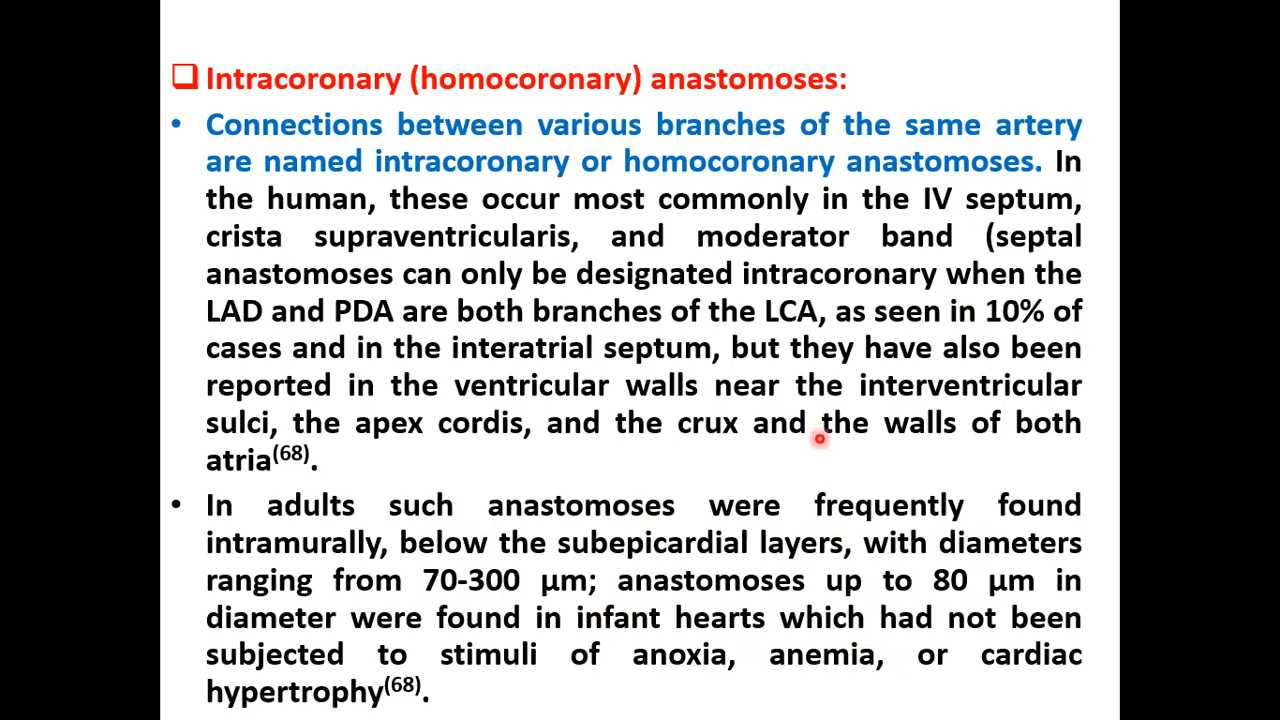 Intracoronary (homocoronary) anastomoses:
• Connections between various branches of the same artery
are named intracoronary or homocoronary anastomoses. In
the human, these occur most commonly in the IV septum,
crista supraventricularis, and moderator band (septal
anastomoses can only be designated intracoronary when the
LAD and PDA are both branches of the LCA, as seen in 10% of
cases and in the interatrial septum, but they have also been
reported in the ventricular walls near the interventricular
sulci, the apex cordis, and the crux and the walls of both
atria(68).
• In adults such anastomoses were frequently found
intramurally, below the subepicardial layers, with diameters
ranging from 70-300 µm; anastomoses up to 80 µm in
diameter were found in infant hearts which had not been
subjected to stimuli of anoxia, anemia, or cardiac
hypertrophy(68).